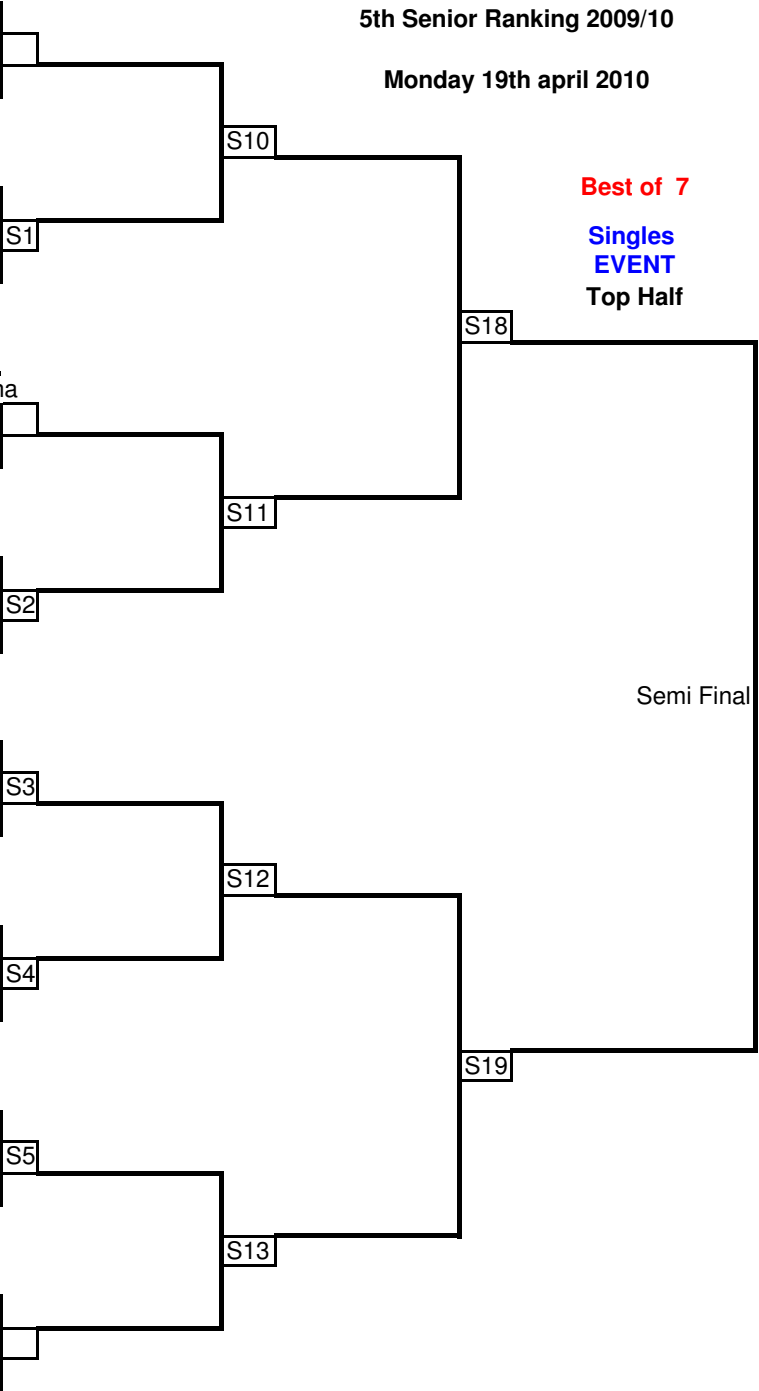 5th Senior Ranking 2009/10
Monday 19th april 2010
S10
Best of 7
S1
Singles
EVENT
Top Half
S18
na
S11
S2
Semi Final
S3
S12
S4
S19
S5
S13